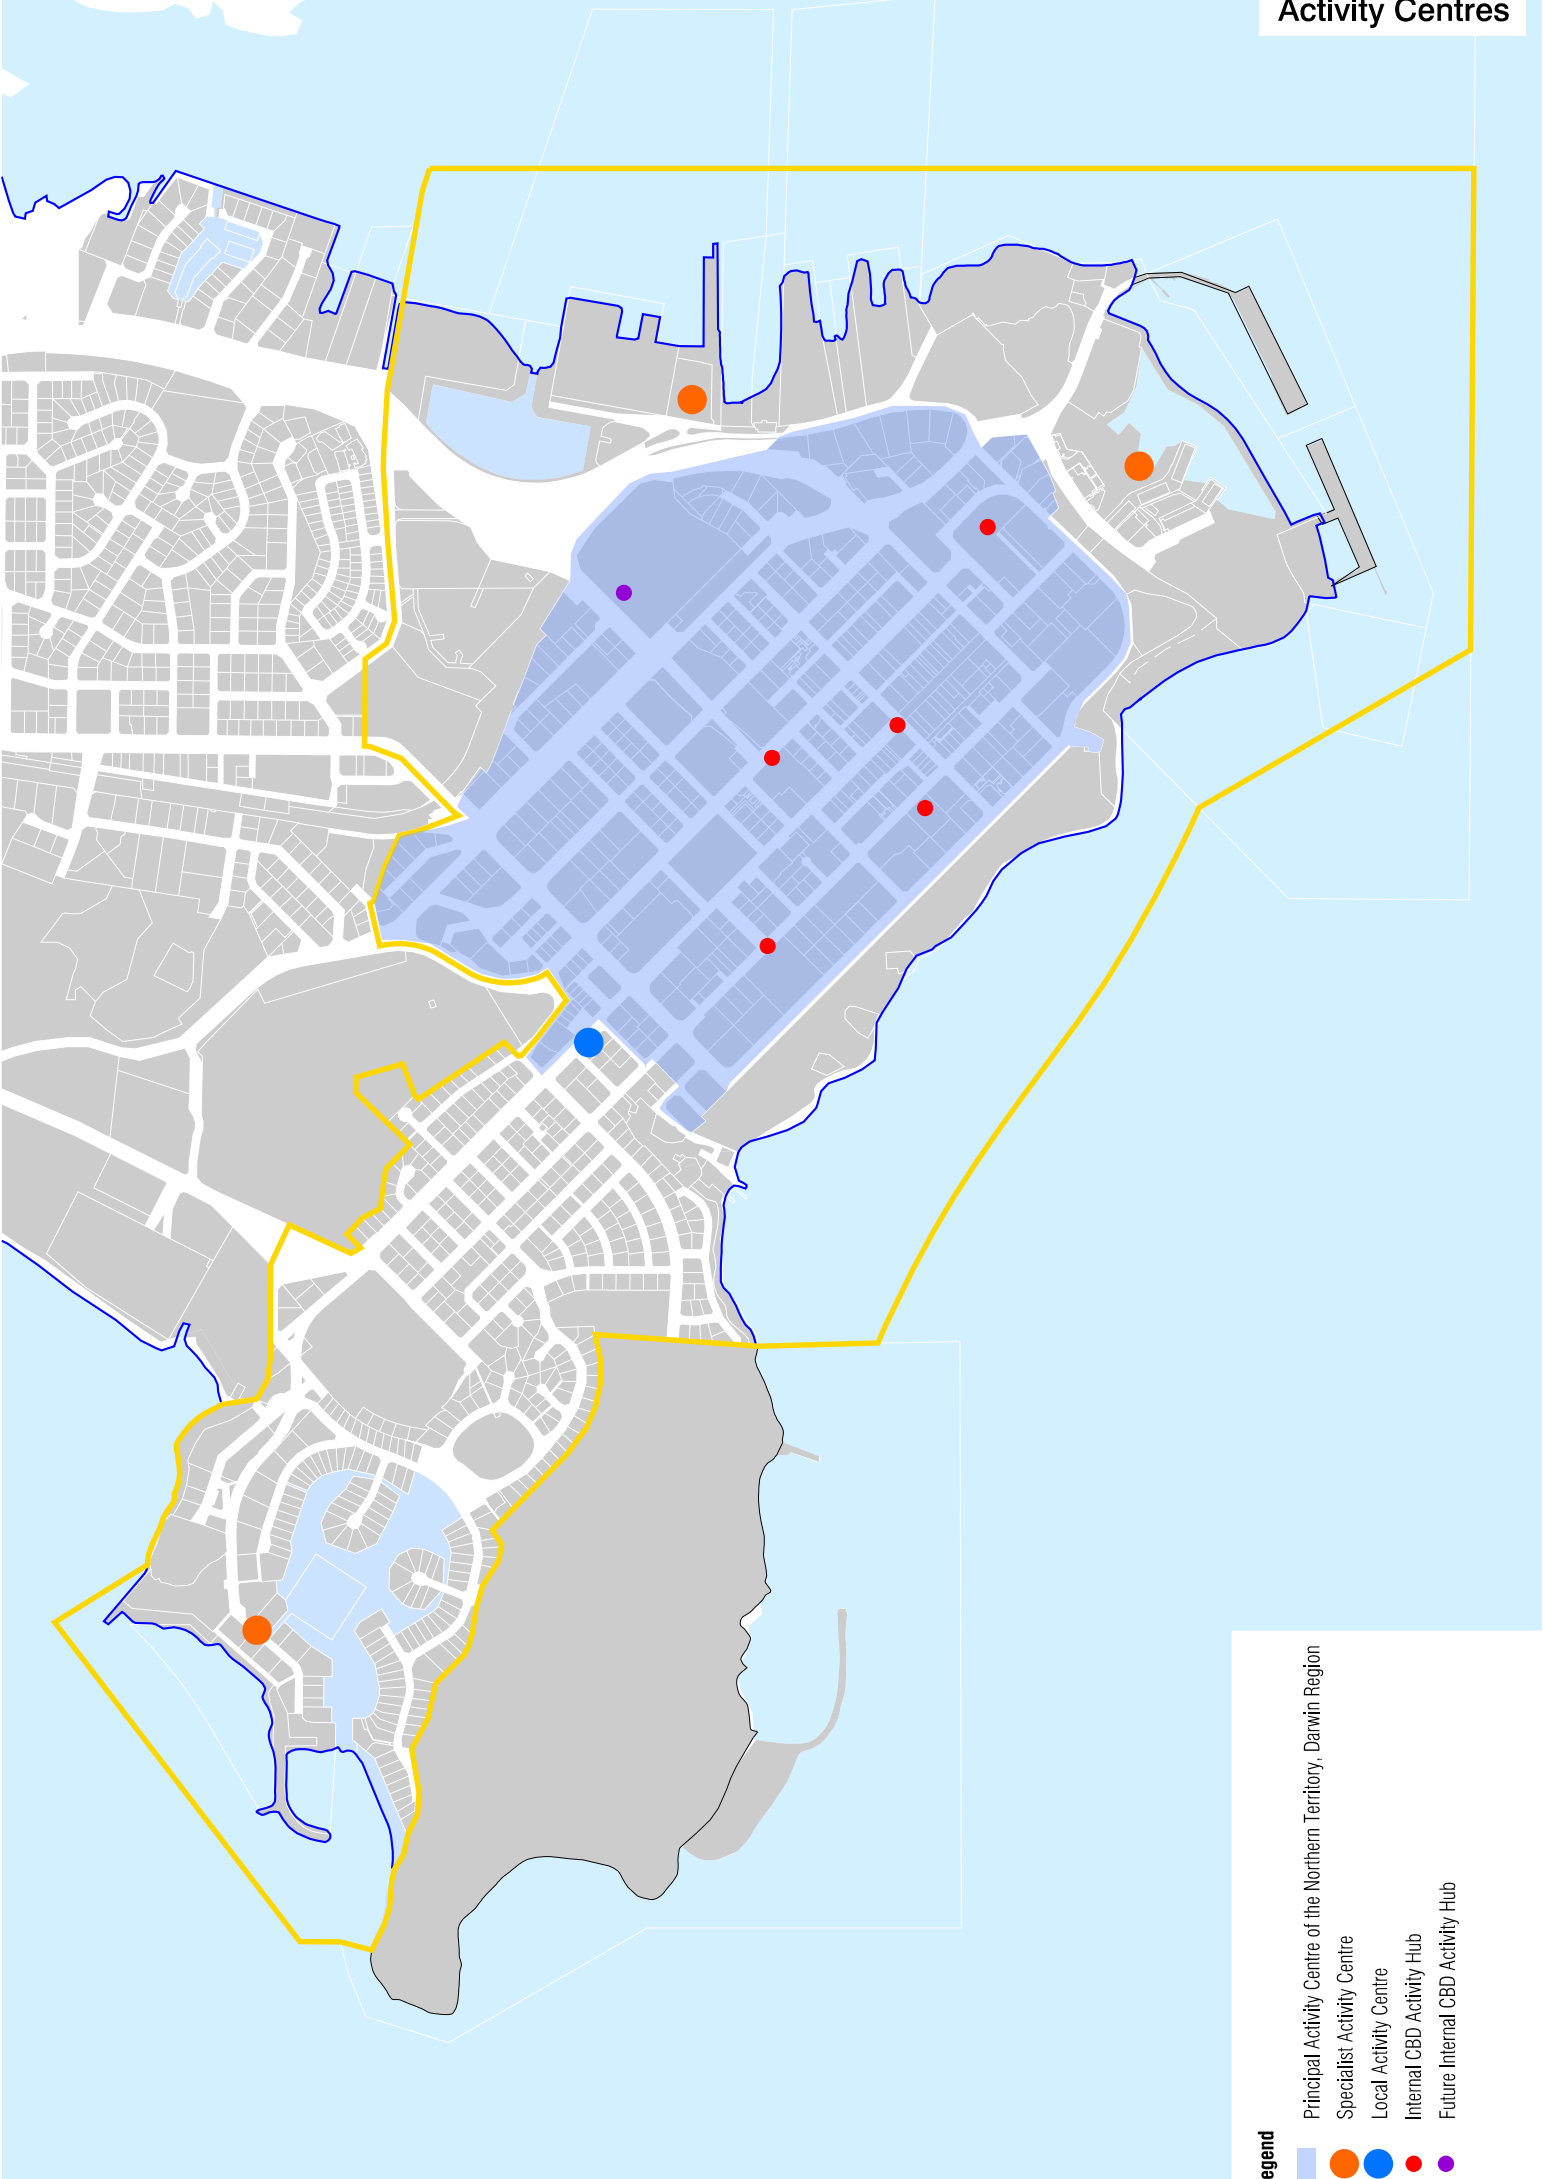 Activity Centres
egend
Principal Activity Centre of the Northern Territory, Darwin Region
Specialist Activity Centre
Local Activity Centre
Internal CBD Activity Hub
Future Internal CBD Activity Hub